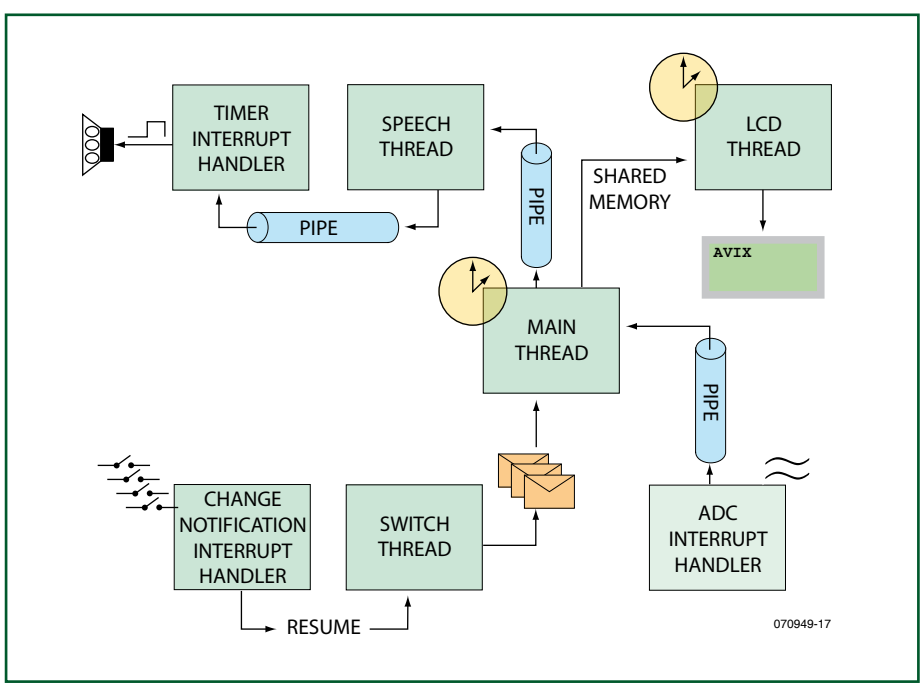 TIMER
INTERRUPT
HANDLER
SPEECH
THREAD
LCD
THREAD
PIPE
PIPE
SHARED
MEMORY
AVIX
MAIN
THREAD
PIPE
CHANGE
NOTIFICATION
INTERRUPT
HANDLER
SWITCH
THREAD
ADC
INTERRUPT
HANDLER
RESUME
070949-17